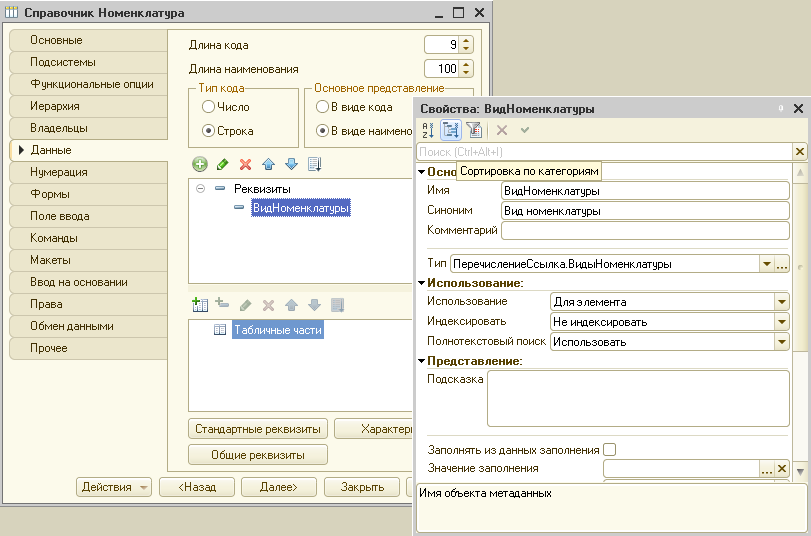 Справочник Номенклатура
Основные
Подсистемы
Функциональные опции
Иерархия
Владельцы
Данные
Нумерация
Формы
Поле ввода
Команды
Макеты
Ввод на основании
Права
Обмен данными
Прочее
Длина кода 9
Длина наименования 100
Тип кода
Число
Строка
Основное представление
В виде кода
В виде наимено
Реквизиты
ВидНоменклатуры
Табличные части
Стандартные реквизиты
Характер
Общие реквизиты
Действия <Назад Далее> Закрыть
Свойства: ВидНоменклатуры
Поиск (Ctrl+Alt+I)
Осно
Сортировка по категориям
Имя ВидНоменклатуры
Синоним Вид номенклатуры
Комментарий
Тип ПеречислениеСсылка.ВидыНоменклатуры ...
Использование:
Использование Для элемента
Индексировать Не индексировать
Полнотекстовый поиск Использовать
Представление:
Подсказка
Заполнять из данных заполнения
Значение заполнения ...
Имя объекта метаданных